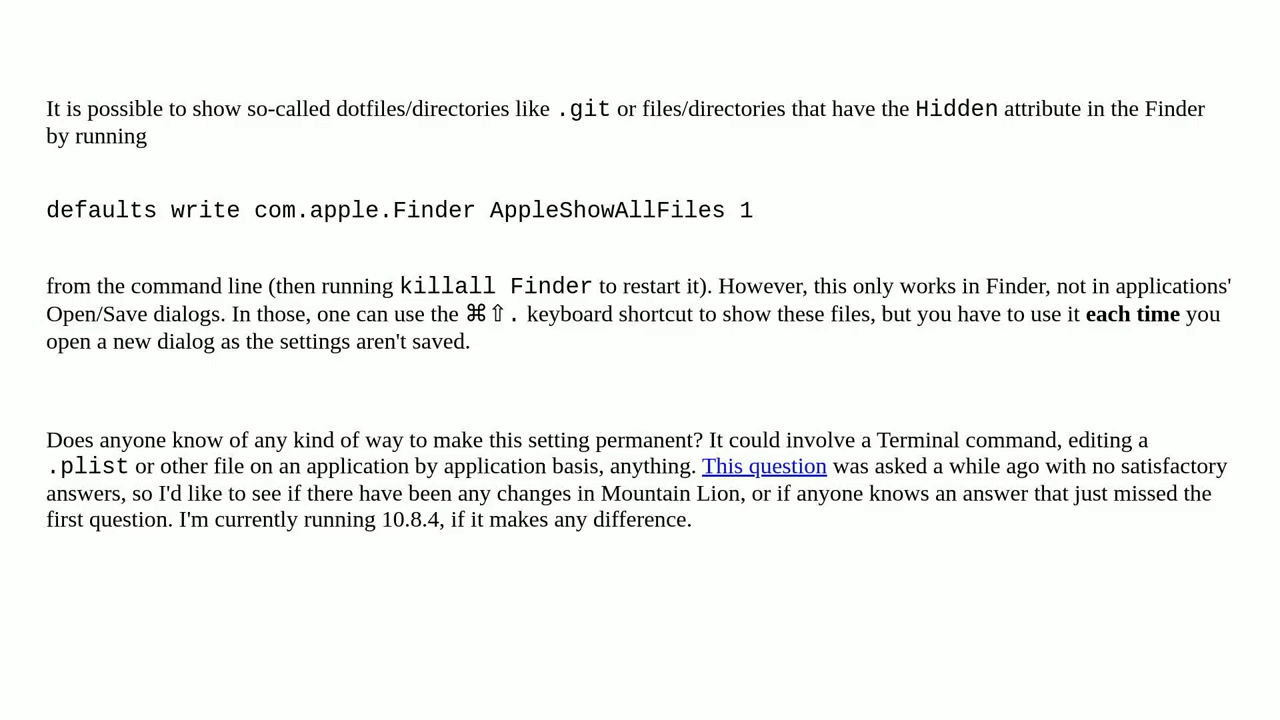 It is possible to show so-called dotfiles/directories like .git or files/directories that have the Hidden attribute in the Finder
by running
defaults write com.apple.Finder AppleShowAllFiles 1
from the command line (then running killall Finder to restart it). However, this only works in Finder, not in applications'
Open/Save dialogs. In those, one can use the ⌘⇧. keyboard shortcut to show these files, but you have to use it each time you
open a new dialog as the settings aren't saved.
Does anyone know of any kind of way to make this setting permanent? It could involve a Terminal command, editing a
.plist or other file on an application by application basis, anything. This question was asked a while ago with no satisfactory
answers, so I'd like to see if there have been any changes in Mountain Lion, or if anyone knows an answer that just missed the
first question. I'm currently running 10.8.4, if it makes any difference.